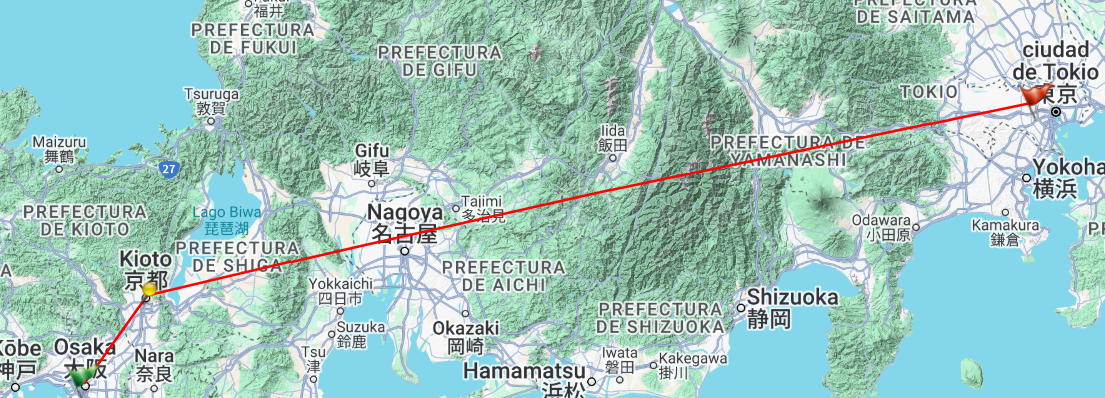 Fukui
福井
PREFECTURA
DE FUKUI
PREFECTURA
DE GIFU
PREFECTURA
DE SAITAMA
ciudad
de Tokio
東京
TOKIO
Tsuruga
敦賀
Maizuru
舞鶴
27
Gifu
岐阜
Iida
飯田
PREFECTURA DE
YAMANASHI
Yokoha
横浜
PREFECTURA
DE KIOTO
Lago Biwa
琵琶湖
Nagoya
名古屋
Tajimi
多治見
Odawara
小田原
Kamakura
鎌倉
PREFECTURA
DE SHIGA
Kioto
京都
PREFECTURA
DE AICHI
Yokkaichi
四日市
Shizuoka
静岡
PREFECTURA
DE SHIZUOKA
Suzuka
鈴鹿
Okazaki
岡崎
Kōbe
神戸
Osaka
大阪
Nara
奈良
Tsu
津
Iwata
磐田
Kakegawa
掛川
Hamamatsu
浜松